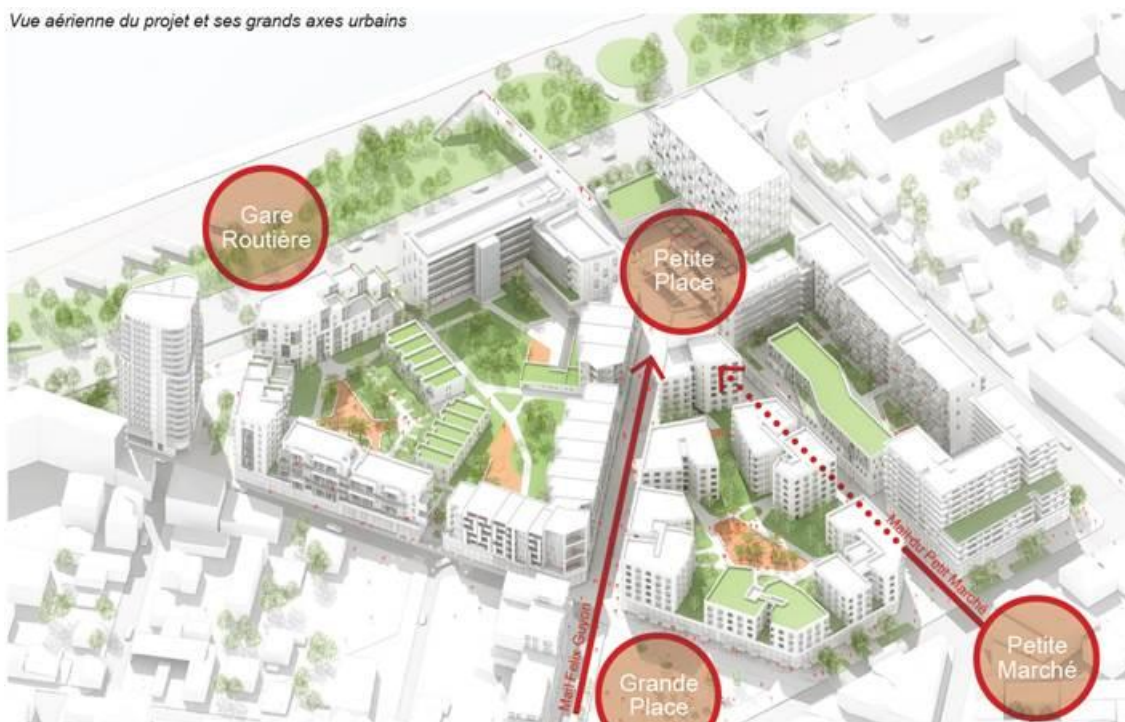 Vue aérienne du projet et ses grands axes urbains
Gare
Routière
Petite
Place
Mail Felix Guyon
Mail du Petit Marché
Grande
Place
Petite
Marché